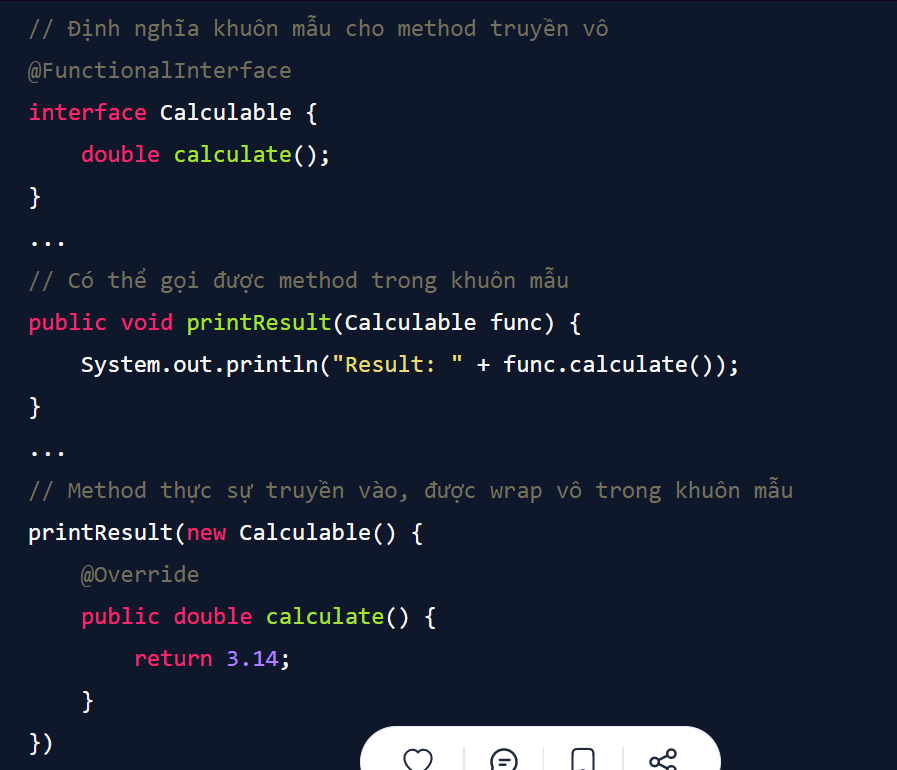 // Định nghĩa khuôn mẫu cho method truyền vô
@FunctionalInterface
interface Calculable {
    double calculate();
}
...
// Có thể gọi được method trong khuôn mẫu
public void printResult(Calculable func) {
    System.out.println("Result: " + func.calculate());
}
...
// Method thực sự truyền vào, được wrap vô trong khuôn mẫu
printResult(new Calculable() {
    @Override
    public double calculate() {
        return 3.14;
    }
})